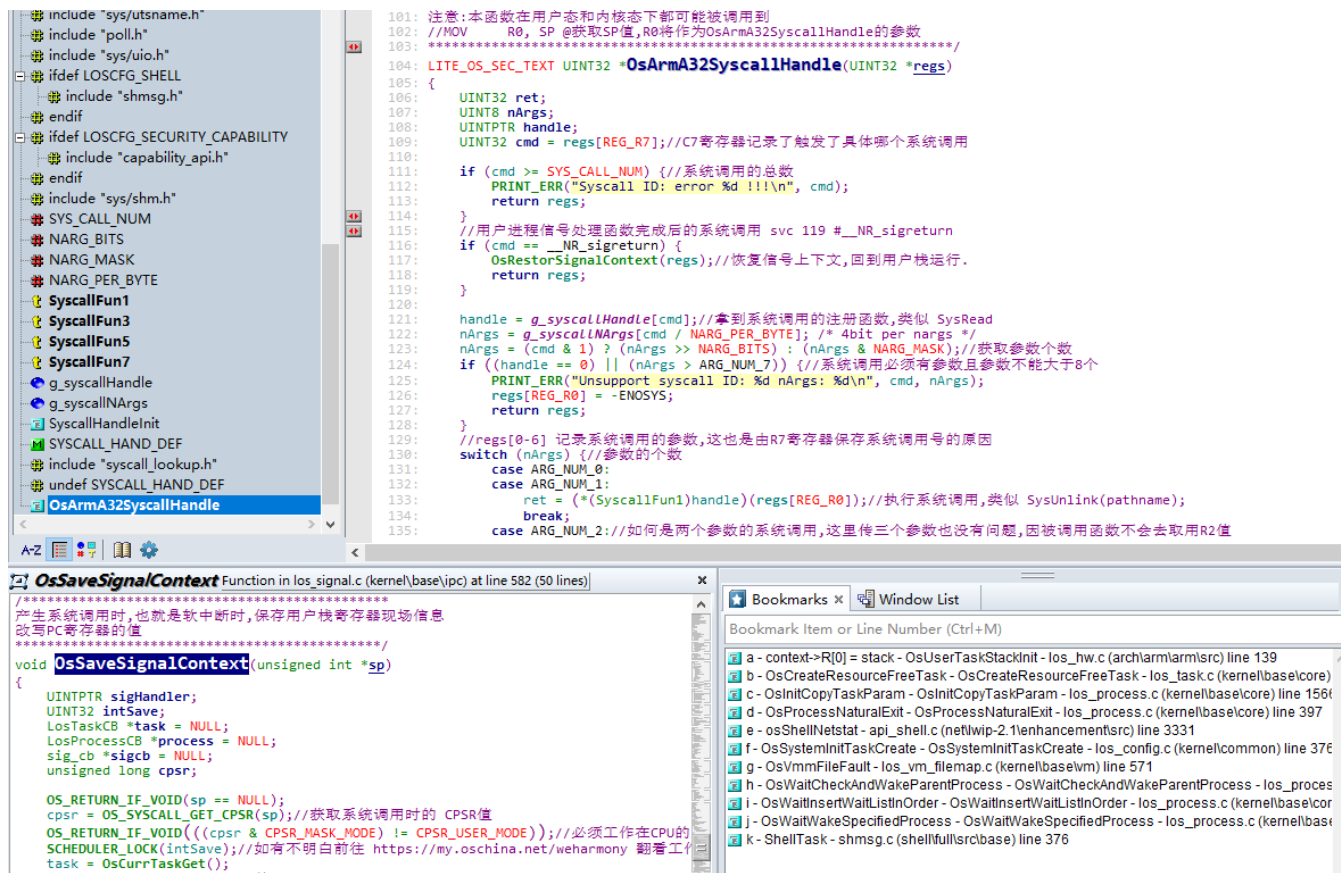 include "sys/utsname.h"
include "poll.h"
include "sys/uio.h"
ifdef LOSCFG_SHELL
include "shmsg.h"
endif
ifdef LOSCFG_SECURITY_CAPABILITY
include "capability_api.h"
endif
include "sys/shm.h"
SYS_CALL_NUM
NARG_BITS
NARG_MASK
NARG_PER_BYTE
SyscallFun1
SyscallFun3
SyscallFun5
SyscallFun7
g_syscallHandle
g_syscallNArgs
SyscallHandleInit
SYSCALL_HAND_DEF
include "syscall_lookup.h"
undef SYSCALL_HAND_DEF
OsArmA32SyscallHandle
A-Z
101: 注意:本函数在用户态和内核态下都可能被调用到
102: //MOV R0, SP @获取SP值,R0将作为OsArmA32SyscallHandle的参数
103: *****************************************************************/
104: LITE_OS_SEC_TEXT UINT32 *OsArmA32SyscallHandle(UINT32 *regs)
105: {
106: UINT32 ret;
107: UINT8 nArgs;
108: UINTPTR handle;
109: UINT32 cmd = regs[REG_R7];//C7寄存器记录了触发了具体哪个系统调用
110:
111: if (cmd >= SYS_CALL_NUM) {//系统调用的总数
112: PRINT_ERR("Syscall ID: error %d !!!\n", cmd);
113: return regs;
114: }
115: //用户进程信号处理函数完成后的系统调用 svc 119 #__NR_sigreturn
116: if (cmd == __NR_sigreturn) {
117: OsRestorSignalContext(regs);//恢复信号上下文,回到用户栈运行.
118: return regs;
119: }
120:
121: handle = g_syscallHandle[cmd];//拿到系统调用的注册函数,类似 SysRead
122: nArgs = g_syscallNArgs[cmd / NARG_PER_BYTE]; /* 4bit per nargs */
123: nArgs = (cmd & 1) ? (nArgs >> NARG_BITS) : (nArgs & NARG_MASK);//获取参数个数
124: if ((handle == 0) || (nArgs > ARG_NUM_7)) {//系统调用必须有参数且参数不能大于8个
125: PRINT_ERR("Unsupport syscall ID: %d nArgs: %d\n", cmd, nArgs);
126: regs[REG_R0] = -ENOSYS;
127: return regs;
128: }
129: //regs[0-6] 记录系统调用的参数,这也是由R7寄存器保存系统调用号的原因
130: switch (nArgs) {//参数的个数
131: case ARG_NUM_0:
132: case ARG_NUM_1:
133: ret = (*(SyscallFun1)handle)(regs[REG_R0]);//执行系统调用,类似 SysUnlink(pathname);
134: break;
135: case ARG_NUM_2://如何是两个参数的系统调用,这里传三个参数也没有问题,因被调用函数不会去取用R2值
OsSaveSignalContext Function in los_signal.c (kernel\base\ipc) at line 582 (50 lines)
/*********************************************
产生系统调用时,也就是软中断时,保存用户栈寄存器现场信息
改写PC寄存器的值
*********************************************/
void OsSaveSignalContext(unsigned int *sp)
{
UINTPTR sigHandler;
UINT32 intSave;
LosTaskCB *task = NULL;
LosProcessCB *process = NULL;
sig_cb *sigcb = NULL;
unsigned long cpsr;
OS_RETURN_IF_VOID(sp == NULL);
cpsr = OS_SYSCALL_GET_CPSR(sp);//获取系统调用时的 CPSR值
OS_RETURN_IF_VOID(((cpsr & CPSR_MASK_MODE) != CPSR_USER_MODE));//必须工作在CPU的
SCHEDULER_LOCK(intSave);//如有不明白前往 https://my.oschina.net/weharmony 翻看工
task = OsCurrTaskGet();
Bookmarks
Window List
Bookmark Item or Line Number (Ctrl+M)
a - context->R[0] = stack - OsUserTaskStackInit - los_hw.c (arch\arm\arm\src) line 139
b - OsCreateResourceFreeTask - OsCreateResourceFreeTask - los_task.c (kernel\base\core)
c - OsInitCopyTaskParam - OsInitCopyTaskParam - los_process.c (kernel\base\core) line 156
d - OsProcessNaturalExit - OsProcessNaturalExit - los_process.c (kernel\base\core) line 397
e - osShellNetstat - api_shell.c (net\lwip-2.1\enhancement\src) line 3331
f - OsSystemInitTaskCreate - OsSystemInitTaskCreate - los_config.c (kernel\common) line 376
g - OsVmmFileFault - los_vm_filemap.c (kernel\base\vm) line 571
h - OsWaitCheckAndWakeParentProcess - OsWaitCheckAndWakeParentProcess - los_proces
i - OsWaitInsertWaitListInOrder - OsWaitInsertWaitListInOrder - los_process.c (kernel\base\cor
j - OsWaitWakeSpecifiedProcess - OsWaitWakeSpecifiedProcess - los_process.c (kernel\base
k - ShellTask - shmsg.c (shell\full\src\base) line 376